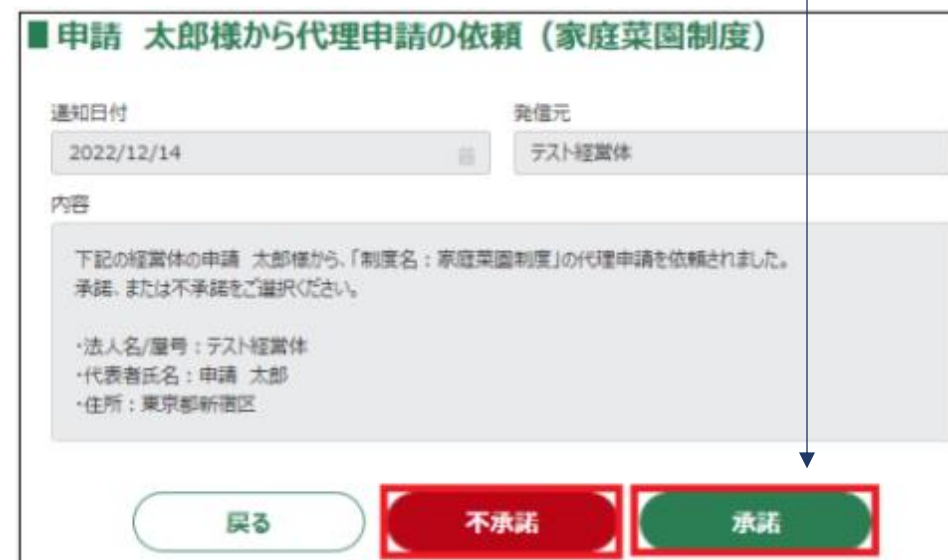 ■申請 太郎様から代理申請の依頼（家庭菜園制度）
通知日付
発信元
2022/12/14
テスト経営体
内容
下記の経営体の申請 太郎様から、「制度名：家庭菜園制度」の代理申請を依頼されました。
承諾、または不承諾をご選択ください。
・法人名/屋号：テスト経営体
・代表者氏名：申請 太郎
・住所：東京都新宿区
戻る
不承諾
承諾